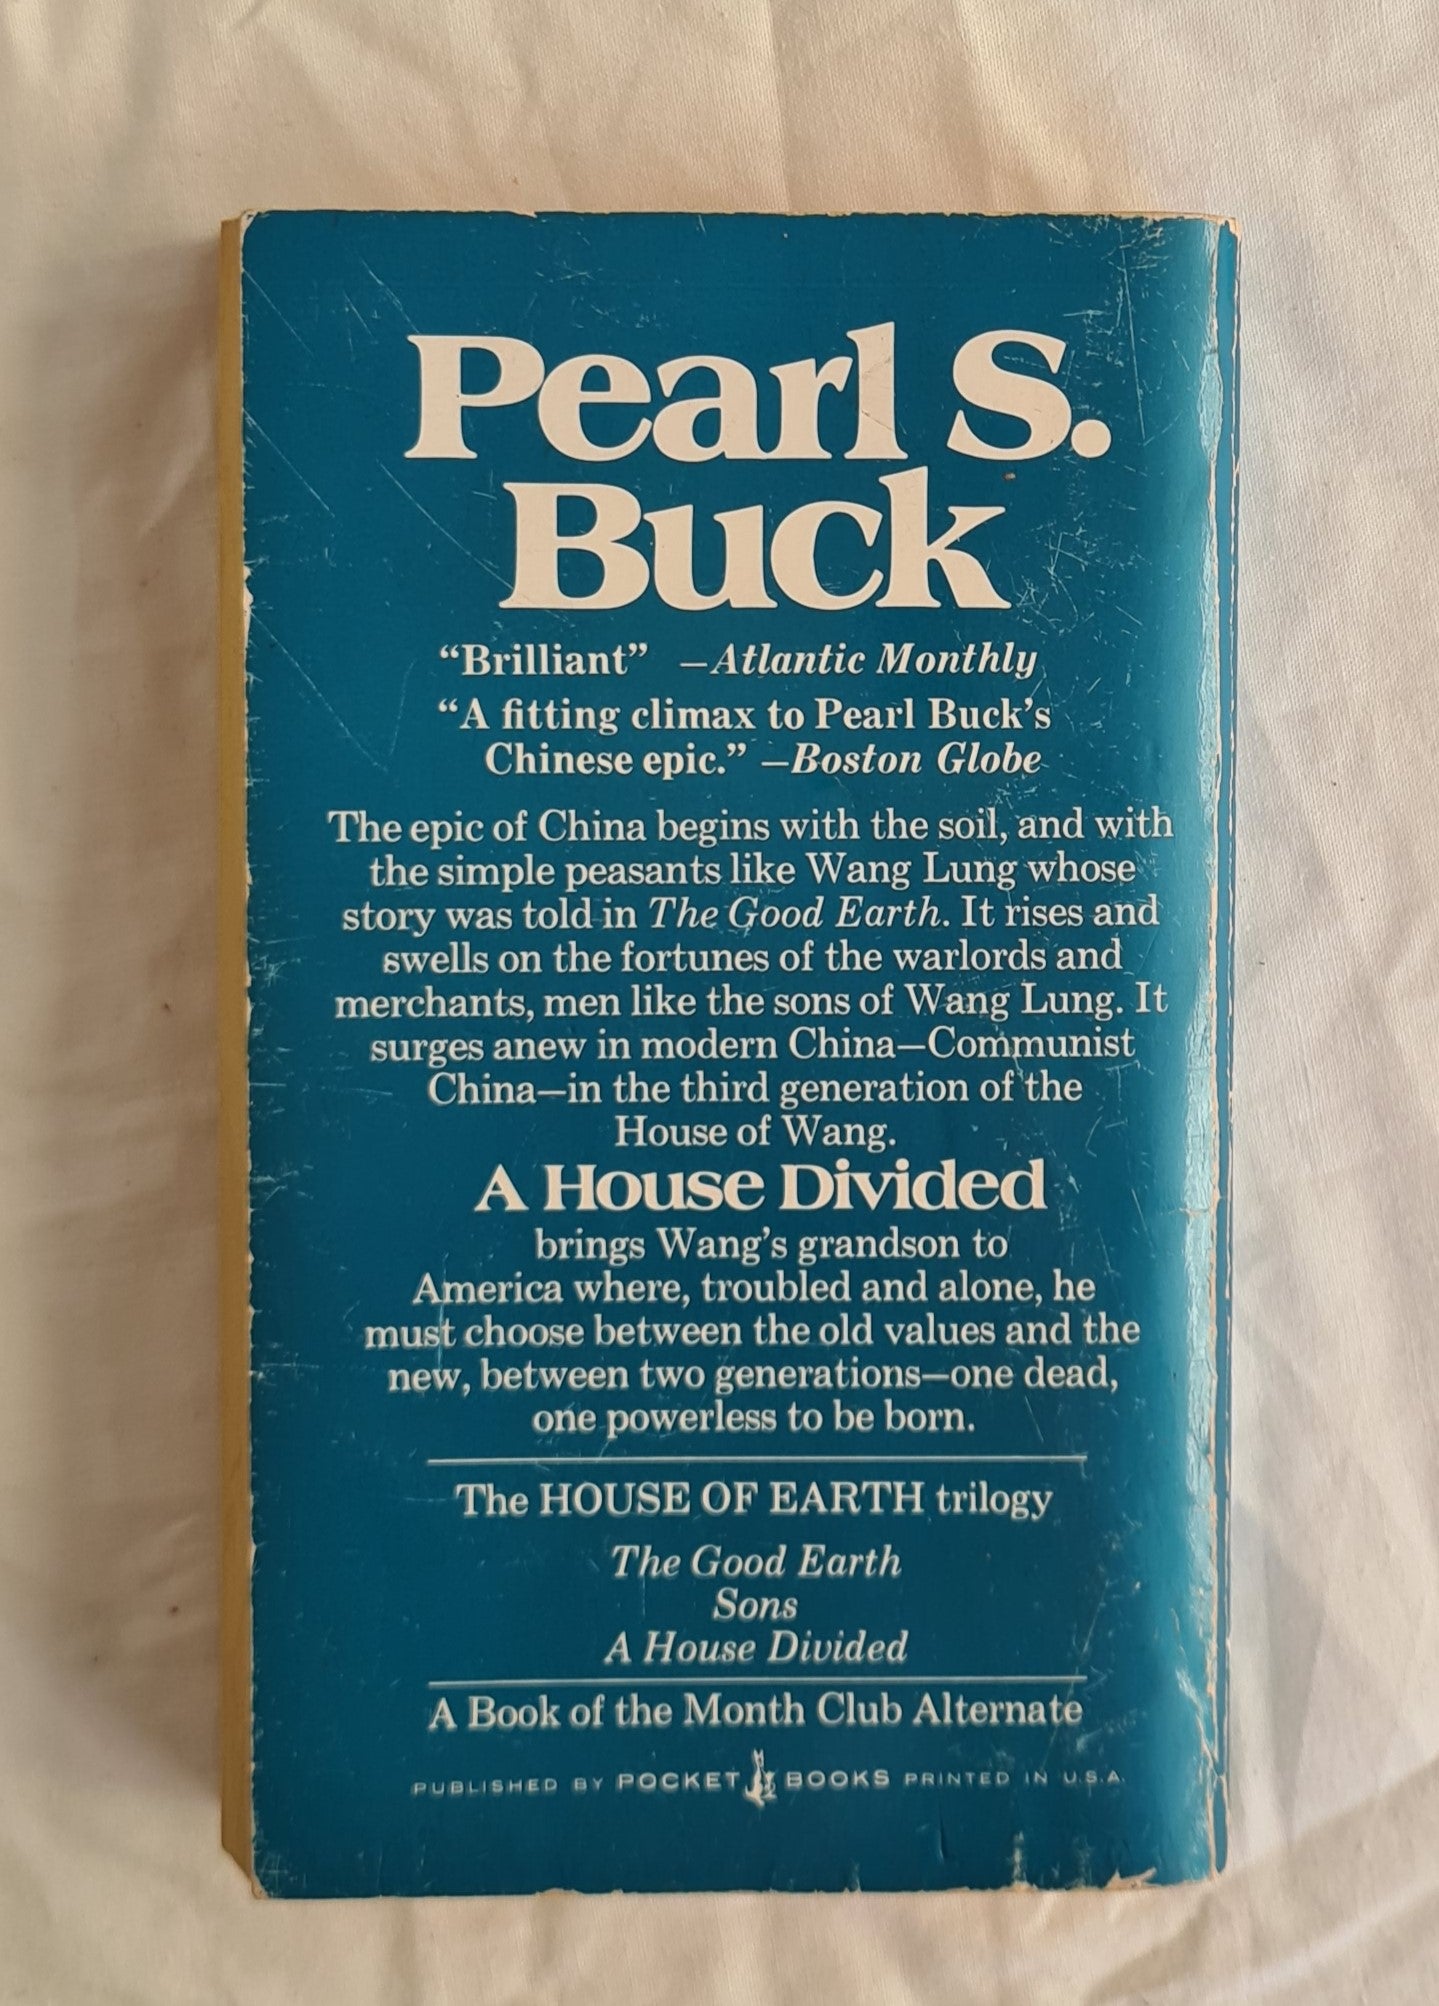 Pearl S.
Buck
“Brilliant” –Atlantic Monthly
“A fitting climax to Pearl Buck’s
Chinese epic.” –Boston Globe
The epic of China begins with the soil, and with
the simple peasants like Wang Lung whose
story was told in The Good Earth. It rises and
swells on the fortunes of the warlords and
merchants, men like the sons of Wang Lung. It
surges anew in modern China—Communist
China—in the third generation of the
House of Wang.
A House Divided
brings Wang’s grandson to
America where, troubled and alone, he
must choose between the old values and the
new, between two generations—one dead,
one powerless to be born.
The HOUSE OF EARTH trilogy
The Good Earth
Sons
A House Divided
A Book of the Month Club Alternate
PUBLISHED BY POCKET BOOKS PRINTED IN U.S.A.